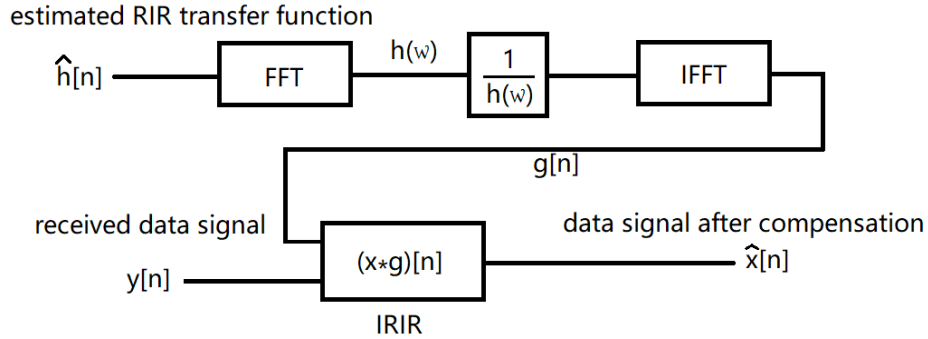 estimated RIR transfer function
ĥ[n]
FFT
h(w)
1
h(w)
IFFT
g[n]
received data signal
data signal after compensation
y[n]
(x*g)[n]
x̂[n]
IRIR